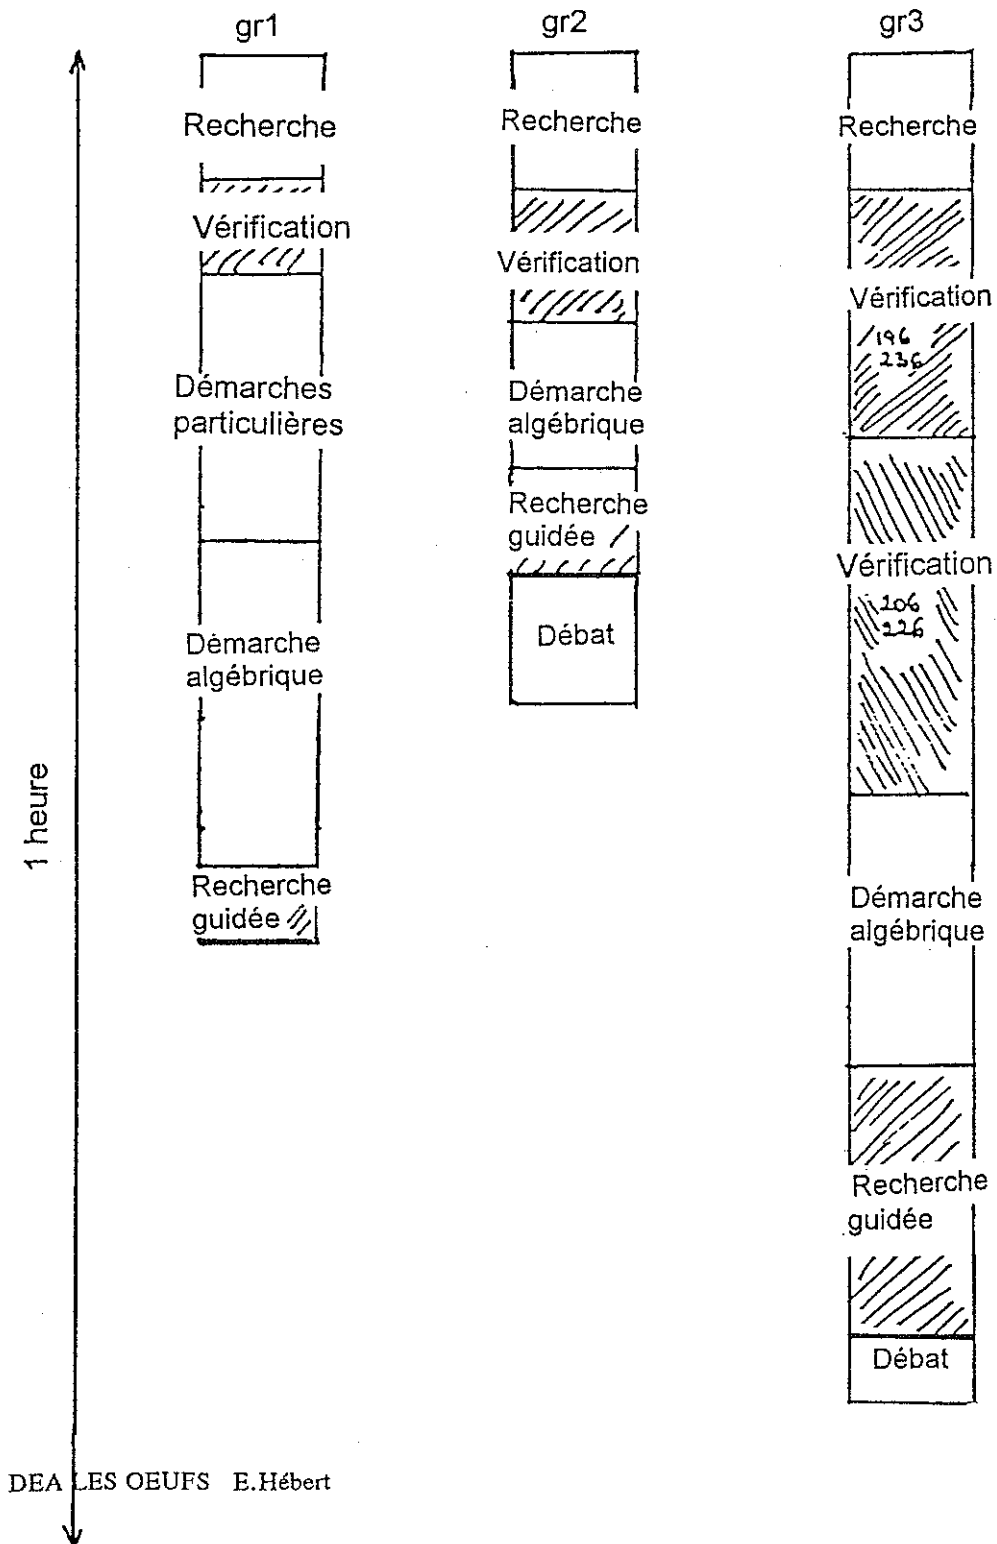 gr1
gr2
gr3
Recherche
Vérification
Démarches
particulières
Démarche
algébrique
Recherche
guidée
Recherche
Vérification
Démarche
algébrique
Recherche
guidée
Débat
Recherche
Vérification
196
236
Vérification
206
226
Démarche
algébrique
Recherche
guidée
Débat
1 heure
DEA LES OEUFS E.Hébert